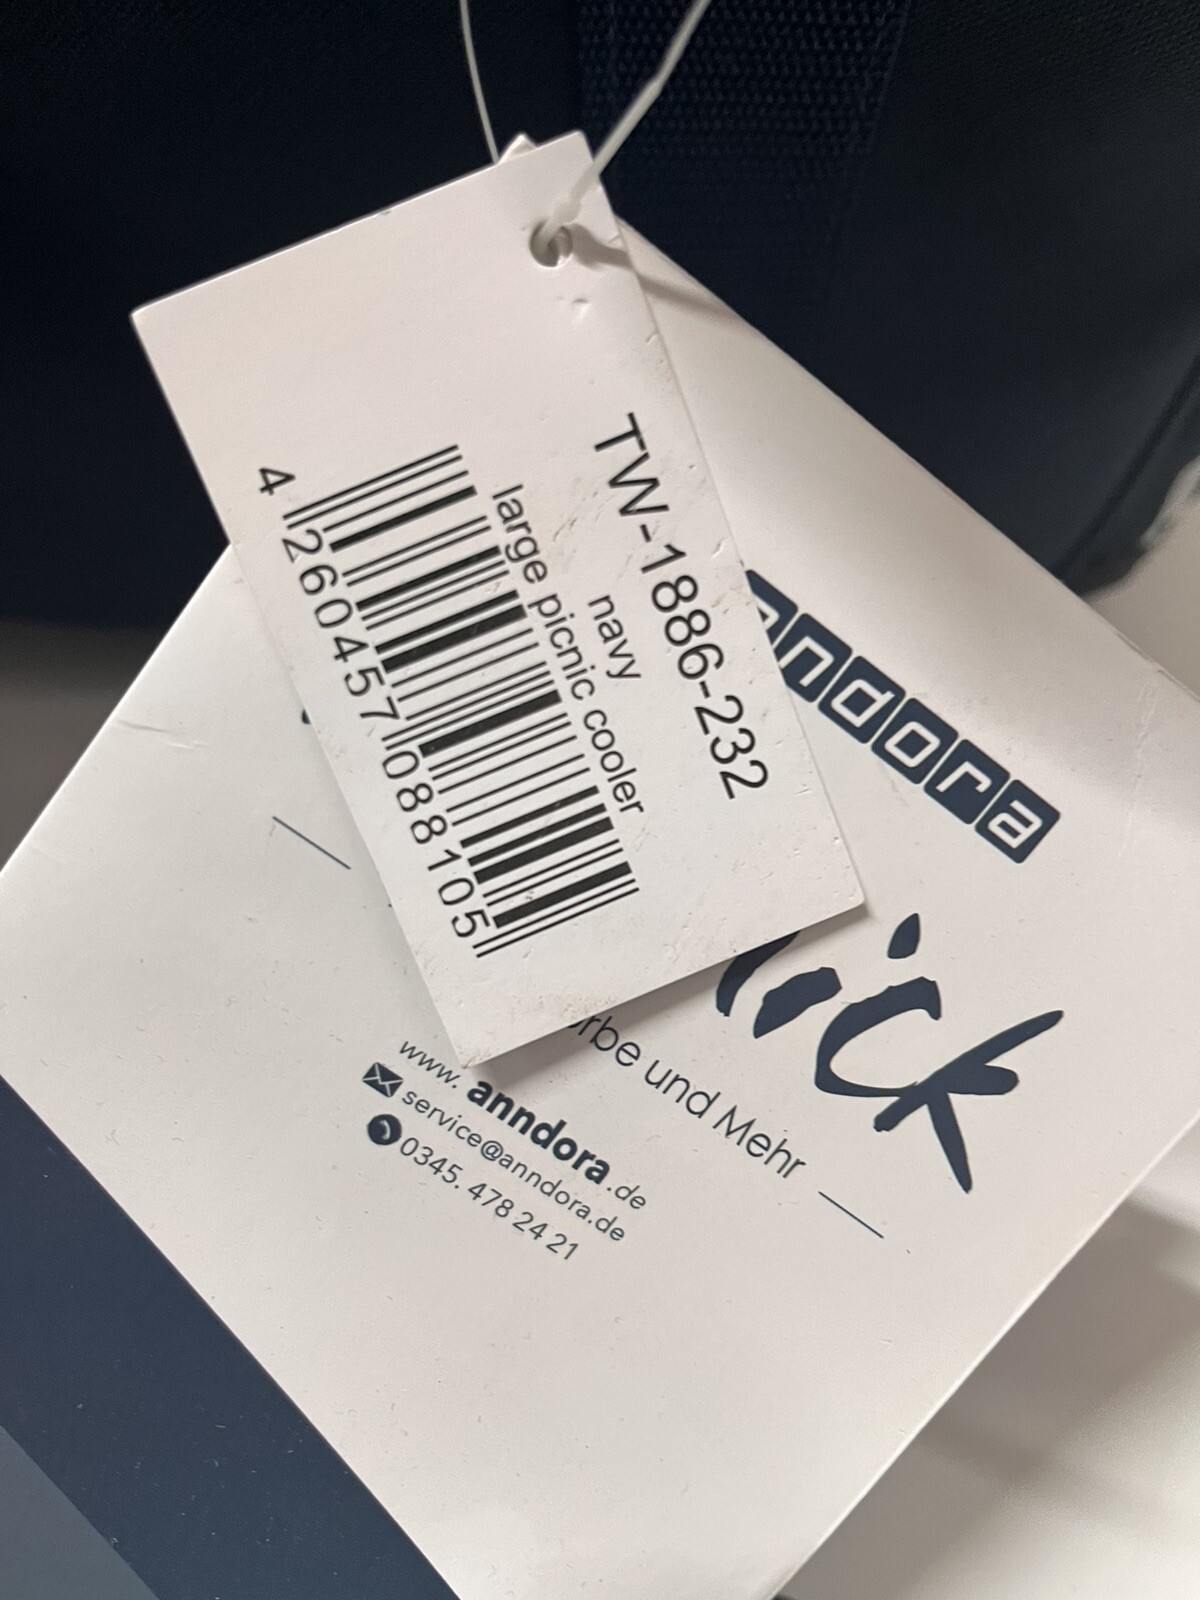 TW-1886-232
navy
large picnic cooler
4 260457 088105
anndora
und Mehr
www.anndora.de
service@anndora.de
0345. 478 24 21